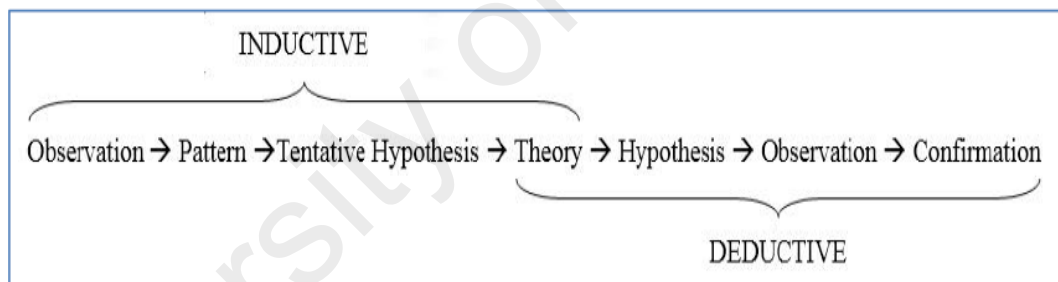 INDUCTIVE
Observation → Pattern →Tentative Hypothesis → Theory → Hypothesis → Observation → Confirmation
DEDUCTIVE